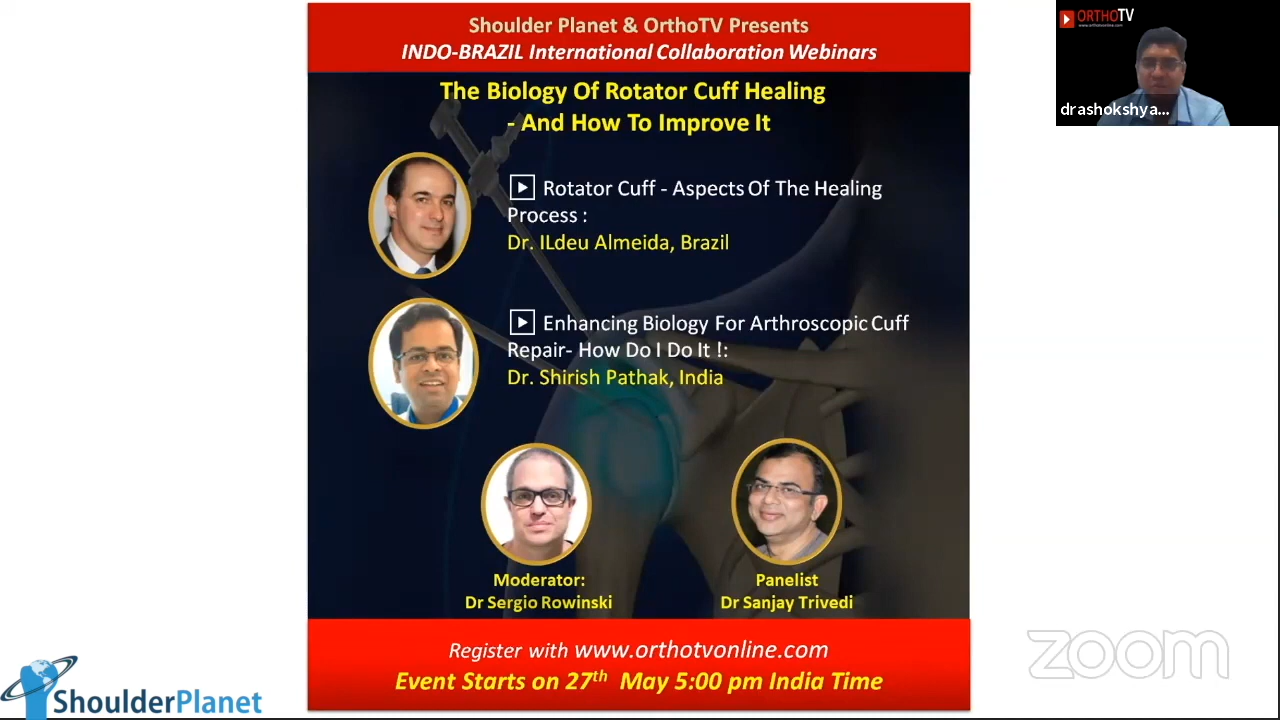 Shoulder Planet & OrthoTV Presents
INDO-BRAZIL International Collaboration Webinars
The Biology Of Rotator Cuff Healing
- And How To Improve It
Rotator Cuff - Aspects Of The Healing
Process :
Dr. ILdeu Almeida, Brazil
Enhancing Biology For Arthroscopic Cuff
Repair- How Do I Do It !:
Dr. Shirish Pathak, India
Moderator:
Dr Sergio Rowinski
Panelist
Dr Sanjay Trivedi
Register with www.orthotvonline.com
Event Starts on 27th May 5:00 pm India Time
ORTHOTV
www.orthotvonline.com
drashokshya...
ShoulderPlanet
zoom